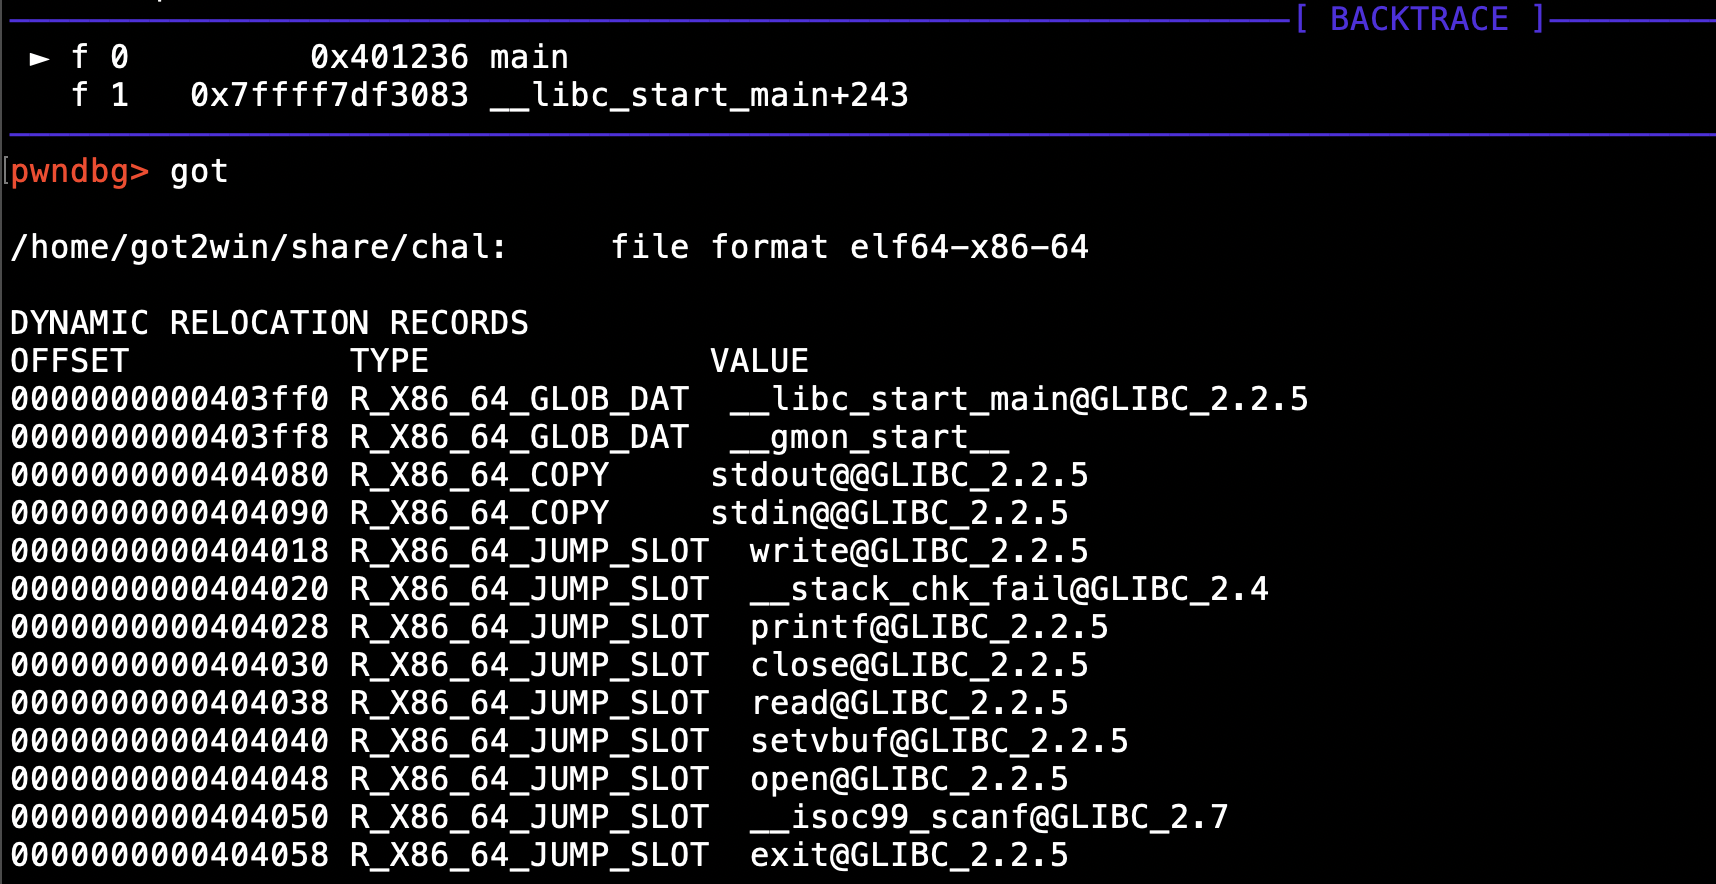 [ BACKTRACE ]
► f 0         0x401236 main
f 1   0x7ffff7df3083 __libc_start_main+243
pwndbg> got
/home/got2win/share/chal:     file format elf64-x86-64
DYNAMIC RELOCATION RECORDS
OFFSET           TYPE              VALUE
0000000000403ff0 R_X86_64_GLOB_DAT  __libc_start_main@GLIBC_2.2.5
0000000000403ff8 R_X86_64_GLOB_DAT  __gmon_start__
0000000000404080 R_X86_64_COPY     stdout@@GLIBC_2.2.5
0000000000404090 R_X86_64_COPY     stdin@@GLIBC_2.2.5
0000000000404018 R_X86_64_JUMP_SLOT  write@GLIBC_2.2.5
0000000000404020 R_X86_64_JUMP_SLOT  __stack_chk_fail@GLIBC_2.4
0000000000404028 R_X86_64_JUMP_SLOT  printf@GLIBC_2.2.5
0000000000404030 R_X86_64_JUMP_SLOT  close@GLIBC_2.2.5
0000000000404038 R_X86_64_JUMP_SLOT  read@GLIBC_2.2.5
0000000000404040 R_X86_64_JUMP_SLOT  setvbuf@GLIBC_2.2.5
0000000000404048 R_X86_64_JUMP_SLOT  open@GLIBC_2.2.5
0000000000404050 R_X86_64_JUMP_SLOT  __isoc99_scanf@GLIBC_2.7
0000000000404058 R_X86_64_JUMP_SLOT  exit@GLIBC_2.2.5